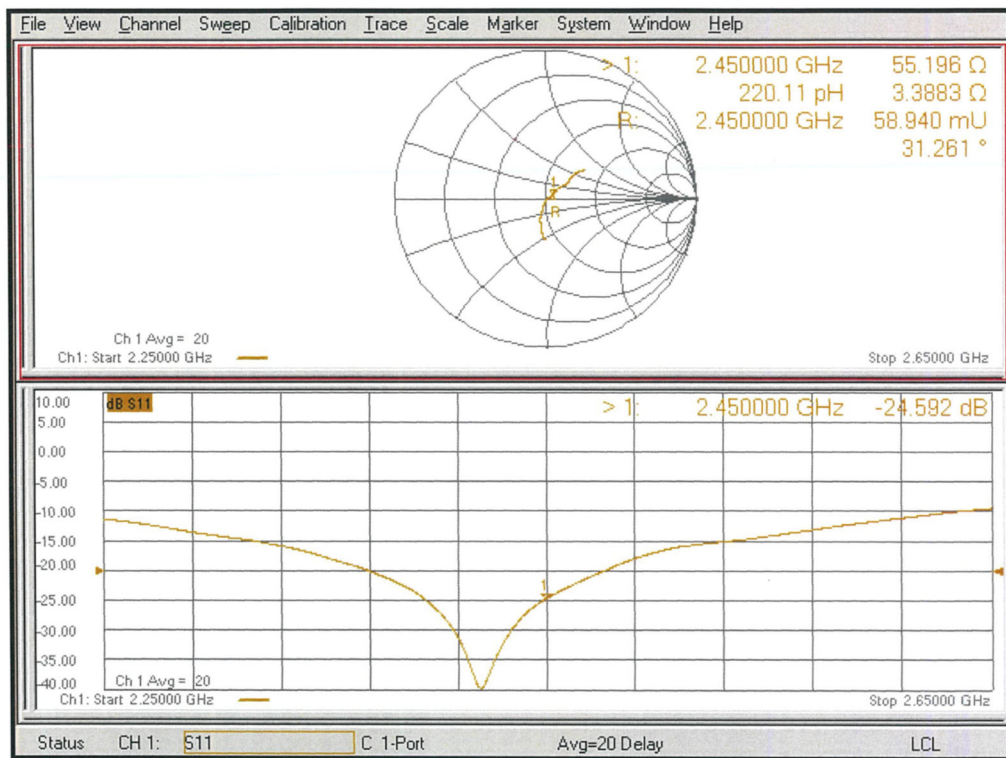 File View Channel Sweep Calibration Trace Scale Marker System Window Help
> 1: 2.450000 GHz 55.196 Ω
220.11 pH 3.3883 Ω
R: 2.450000 GHz 58.940 mU
31.261 °
1
R
Ch 1 Avg = 20
Ch1: Start 2.25000 GHz Stop 2.65000 GHz
10.00 dB S11 > 1: 2.450000 GHz -24.592 dB
5.00
0.00
-5.00
-10.00
-15.00
-20.00
-25.00 1
-30.00
-35.00
-40.00 Ch 1 Avg = 20
Ch1: Start 2.25000 GHz Stop 2.65000 GHz
Status CH 1: S11 C 1-Port Avg=20 Delay LCL